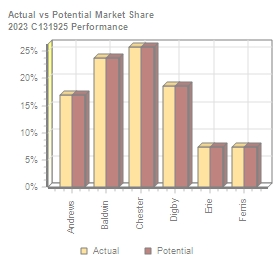 Actual vs Potential Market Share
2023 C131925 Performance
25%
20%
15%
10%
5%
0%
Andrews
Baldwin
Chester
Digby
Erie
Ferris
Actual
Potential